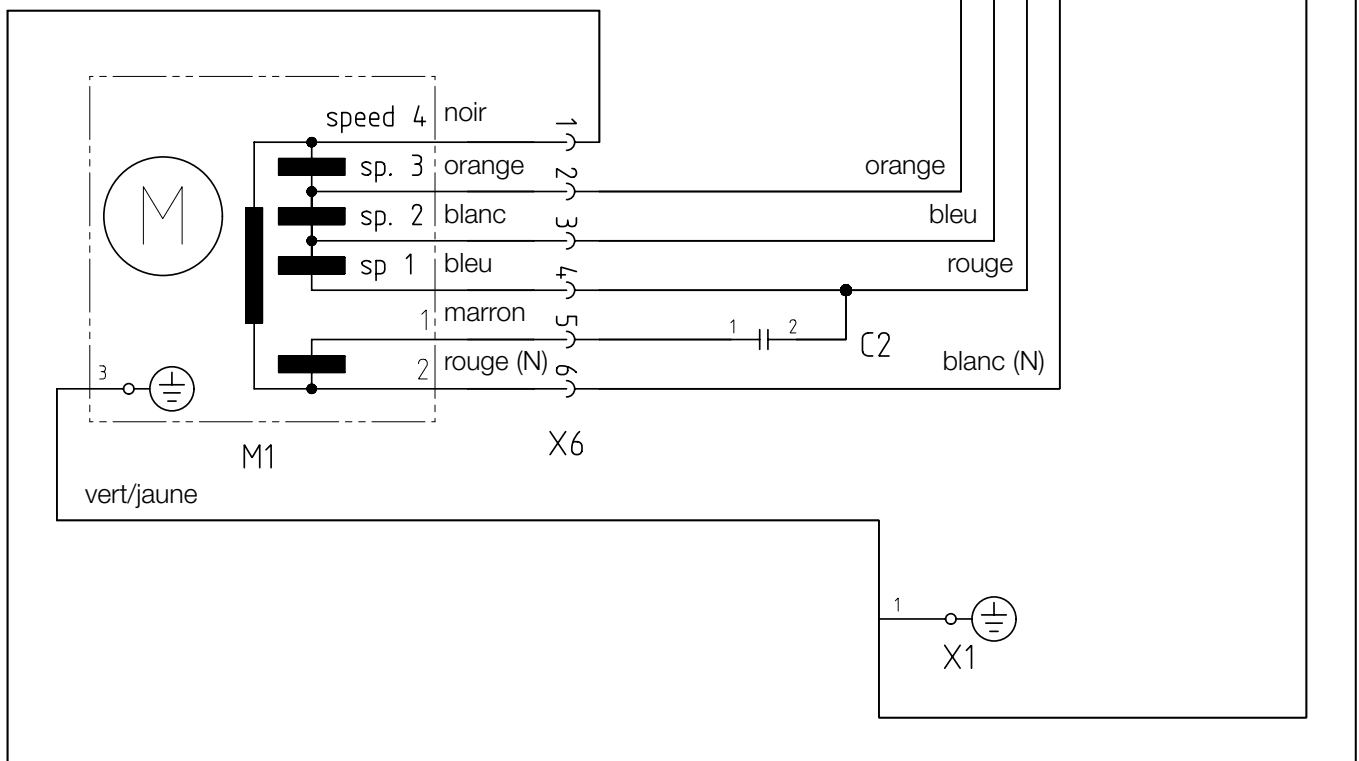 speed 4 noir 1
sp. 3 orange 2 orange
sp. 2 blanc 3 bleu
sp 1 bleu 4 rouge
1 marron 5 1 2 C2
2 rouge (N) 6 blanc (N)
M
3
M1 X6
vert/jaune
1
X1